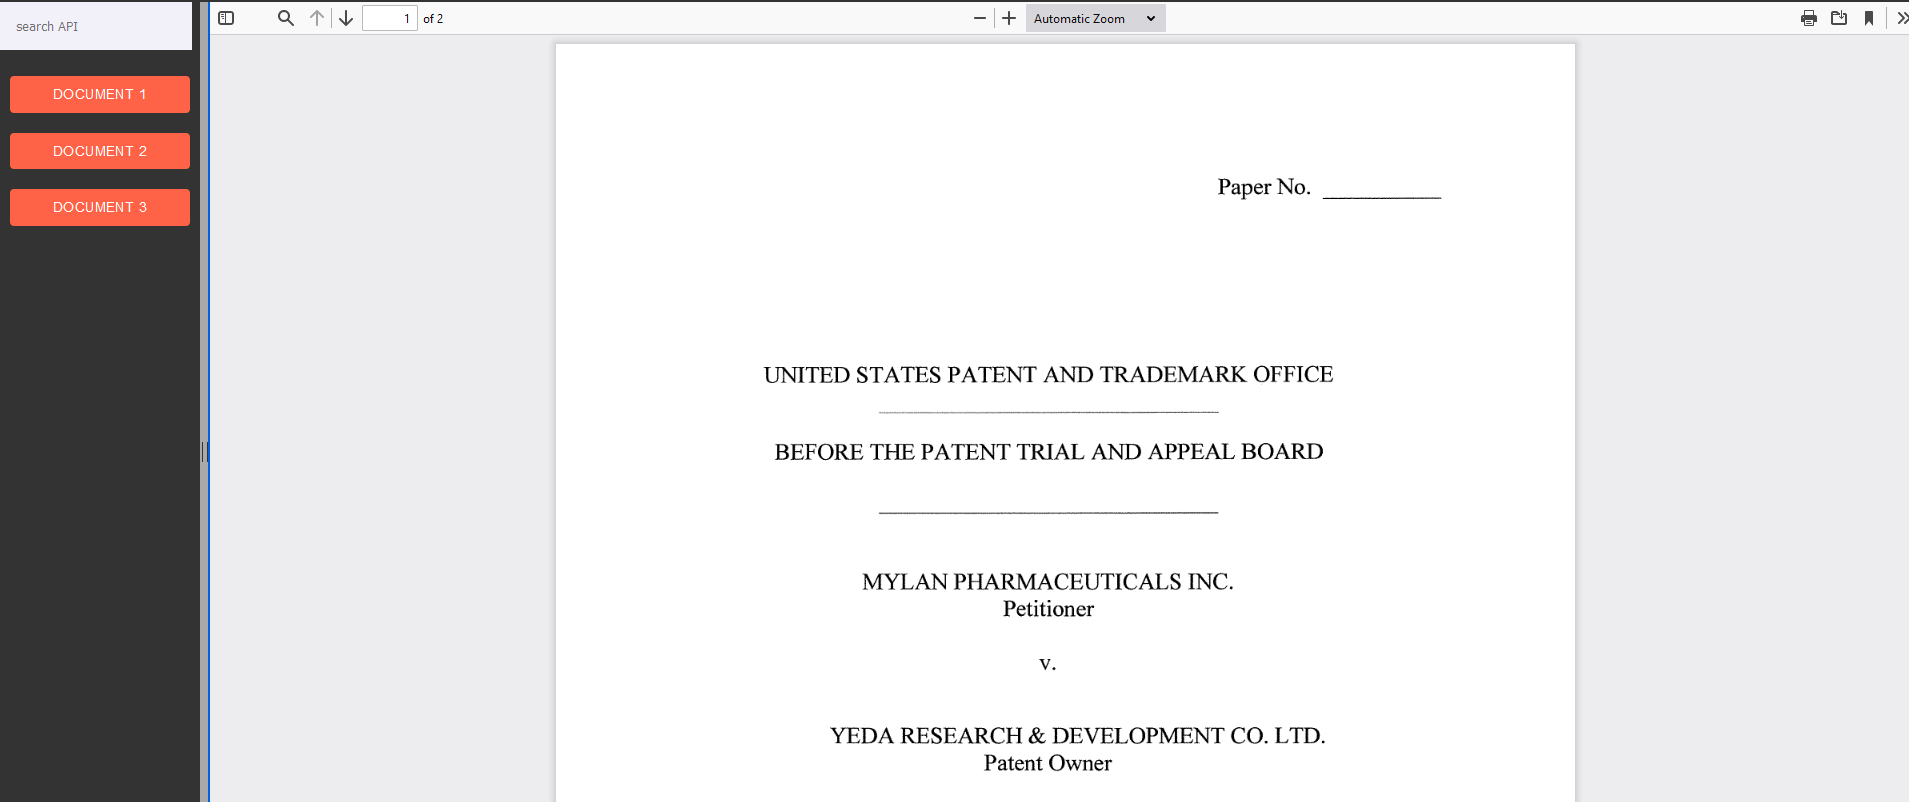 search API
DOCUMENT 1
DOCUMENT 2
DOCUMENT 3
1 of 2
Automatic Zoom
Paper No.
UNITED STATES PATENT AND TRADEMARK OFFICE
BEFORE THE PATENT TRIAL AND APPEAL BOARD
MYLAN PHARMACEUTICALS INC.
Petitioner
v.
YEDA RESEARCH & DEVELOPMENT CO. LTD.
Patent Owner